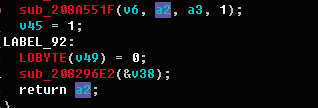 sub_208A551F(v6, a2, a3, 1);
v45 = 1;
LABEL_92:
LOBYTE(v49) = 0;
sub_208296E2(&v38);
return a2;
}